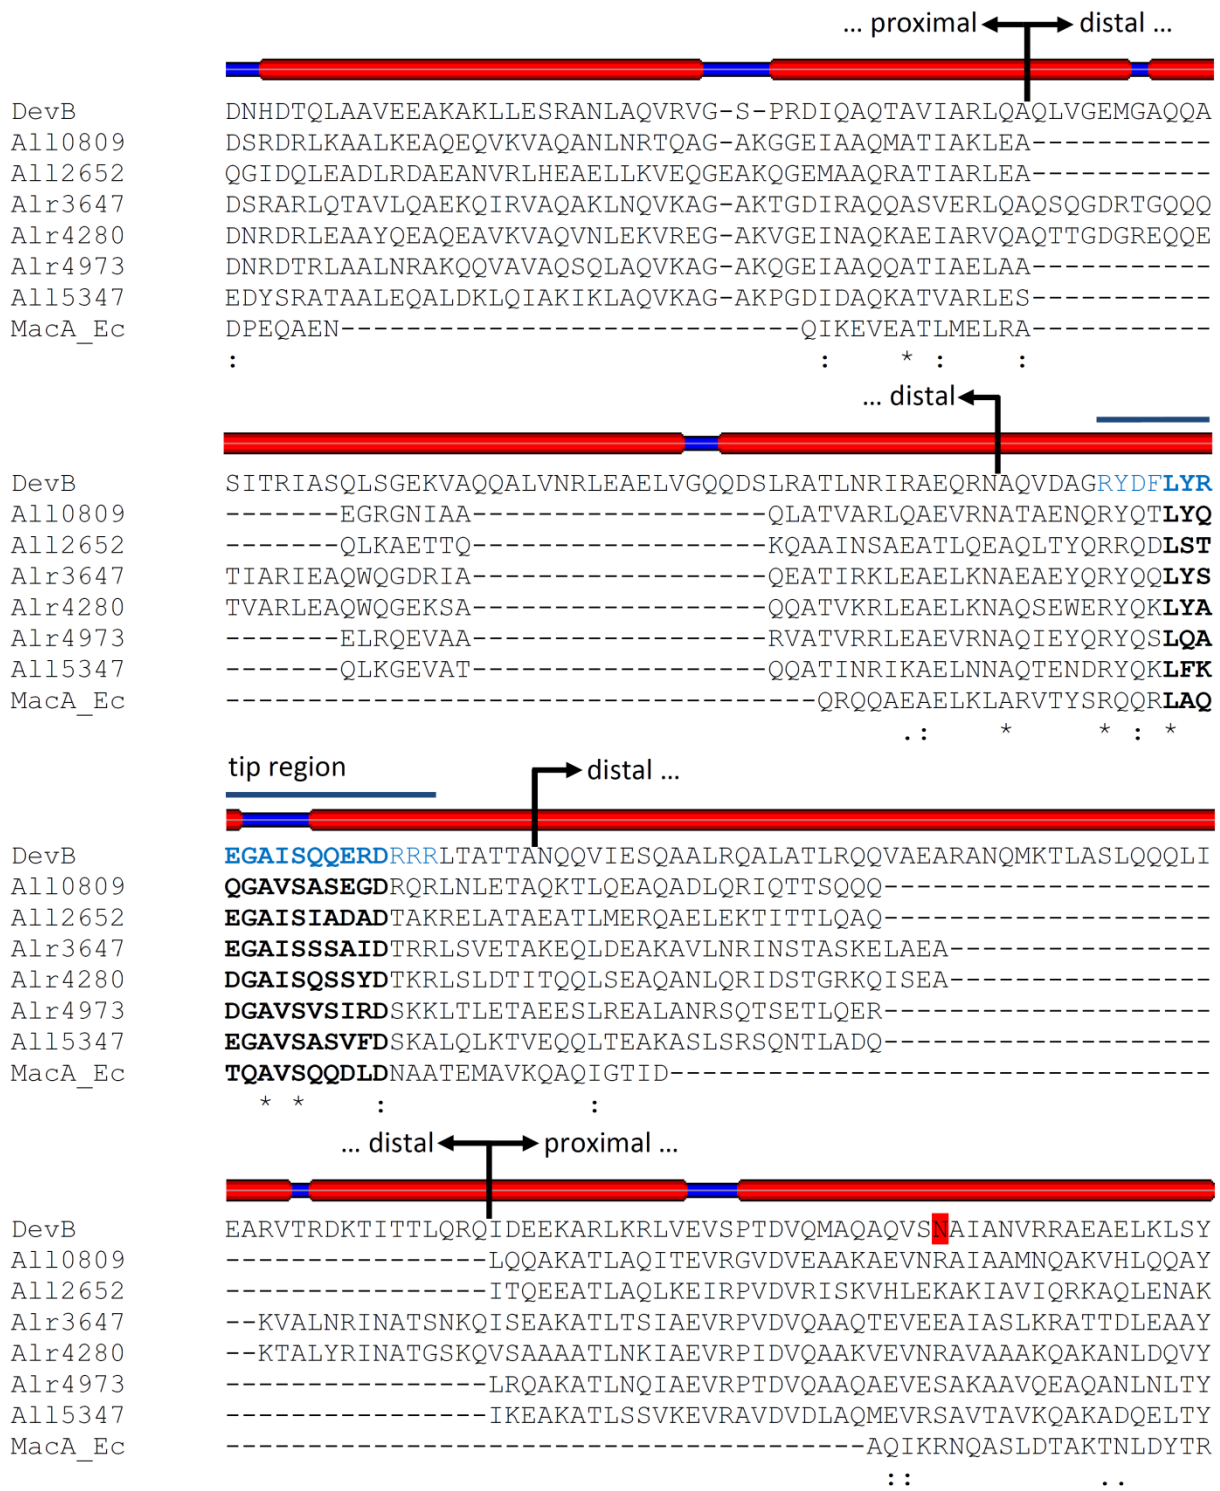 ... proximal distal ...
DevB DNHDTQLAAVEEAKAKLLESRANLAQVRVG-S-PRDIQAQTAVIARLQAQLVGEMGAQQA
All0809 DSRDRLKAALKEAQEQVKVAQANLNRTQAG-AKGGEIAAQMATIAKLEA-----------
All2652 QGIDQLEADLRDAEANVRLHEAELLKVEQGEAKQGEMAAQRATIARLEA-----------
Alr3647 DSRARLQTAVLQAEKQIRVAQAKLNQVKAG-AKTGDIRAQQASVERLQAQSQGDRTGQQQ
Alr4280 DNRDRLEAAYQEAQEAVKVAQVNLEKVREG-AKVGEINAQKAEIARVQAQTTGDGREQQE
Alr4973 DNRDTRLAALNRAKQQVAVAQSQLAQVKAG-AKQGEIAAQQATIAELAA-----------
All5347 EDYSRATAALEQALDKLQIAKIKLAQVKAG-AKPGDIDAQKATVARLES-----------
MacA_Ec DPEQAEN----------------------------QIKEVEATLMELRA-----------
: : * : :
... distal
DevB SITRIASQLSGEKVAQQALVNRLEAELVGQQDSLRATLNRIRAEQRNAQVDAGRYDFLYR
All0809 -------EGRGNIAA------------------QLATVARLQAEVRNATAENQRYQTLYQ
All2652 -------QLKAETTQ------------------KQAAINSAEATLQEAQLTYQRRQDLST
Alr3647 TIARIEAQWQGDRIA------------------QEATIRKLEAELKNAEAEYQRYQQLYS
Alr4280 TVARLEAQWQGEKSA------------------QQATVKRLEAELKNAQSEWERYQKLYA
Alr4973 -------ELRQEVAA------------------RVATVRRLEAEVRNAQIEYQRYQSLQA
All5347 -------QLKGEVAT------------------QQATINRIKAELNNAQTENDRYQKLFK
MacA_Ec ------------------------------------QRQQAEAELKLARVTYSRQQRLAQ
.: * * : *
tip region distal ...
DevB EGAISQQERDRRRLTATTANQQVIESQAALRQALATLRQQVAEARANQMKTLASLQQQLI
All0809 QGAVSASEGDRQRLNLETAQKTLQEAQADLQRIQTTSQQQ--------------------
All2652 EGAISIADADTAKRELATAEATLMERQAELEKTITTLQAQ--------------------
Alr3647 EGAISSSAIDTRRLSVETAKEQLDEAKAVLNRINSTASKELAEA----------------
Alr4280 DGAISQSSYDTKRLSLDTITQQLSEAQANLQRIDSTGRKQISEA----------------
Alr4973 DGAVSVSIRDSKKLTLETAEESLREALANRSQTSETLQER--------------------
All5347 EGAVSASVFDSKALQLKTVEQQLTEAKASLSRSQNTLADQ--------------------
MacA_Ec TQAVSQQDLDNAATEMAVKQAQIGTID---------------------------------
* * : :
... distal proximal ...
DevB EARVTRDKTITTLQRQIDEEKARLKRLVEVSPTDVQMAQAQVSNAIANVRRAEAELKLSY
All0809 ----------------LQQAKATLAQITEVRGVDVEAAKAEVNRAIAAMNQAKVHLQQAY
All2652 ----------------ITQEEATLAQLKEIRPVDVRISKVHLEKAKIAVIQRKAQLENAK
Alr3647 --KVALNRINATSNKQISEAKATLTSIAEVRPVDVQAAQTEVEEAIASLKRATTDLEAAY
Alr4280 --KTALYRINATGSKQVSAAAATLNKIAEVRPIDVQAAKVEVNRAVAAAKQAKANLDQVY
Alr4973 ----------------LRQAKATLNQIAEVRPTDVQAAQAEVESAKAAVQEAQANLNLTY
All5347 ----------------IKEAKATLSSVKEVRAVDVDLAQMEVRSAVTAVKQAKADQELTY
MacA_Ec ---------------------------------------AQIKRNQASLDTAKTNLDYTR
:: ..